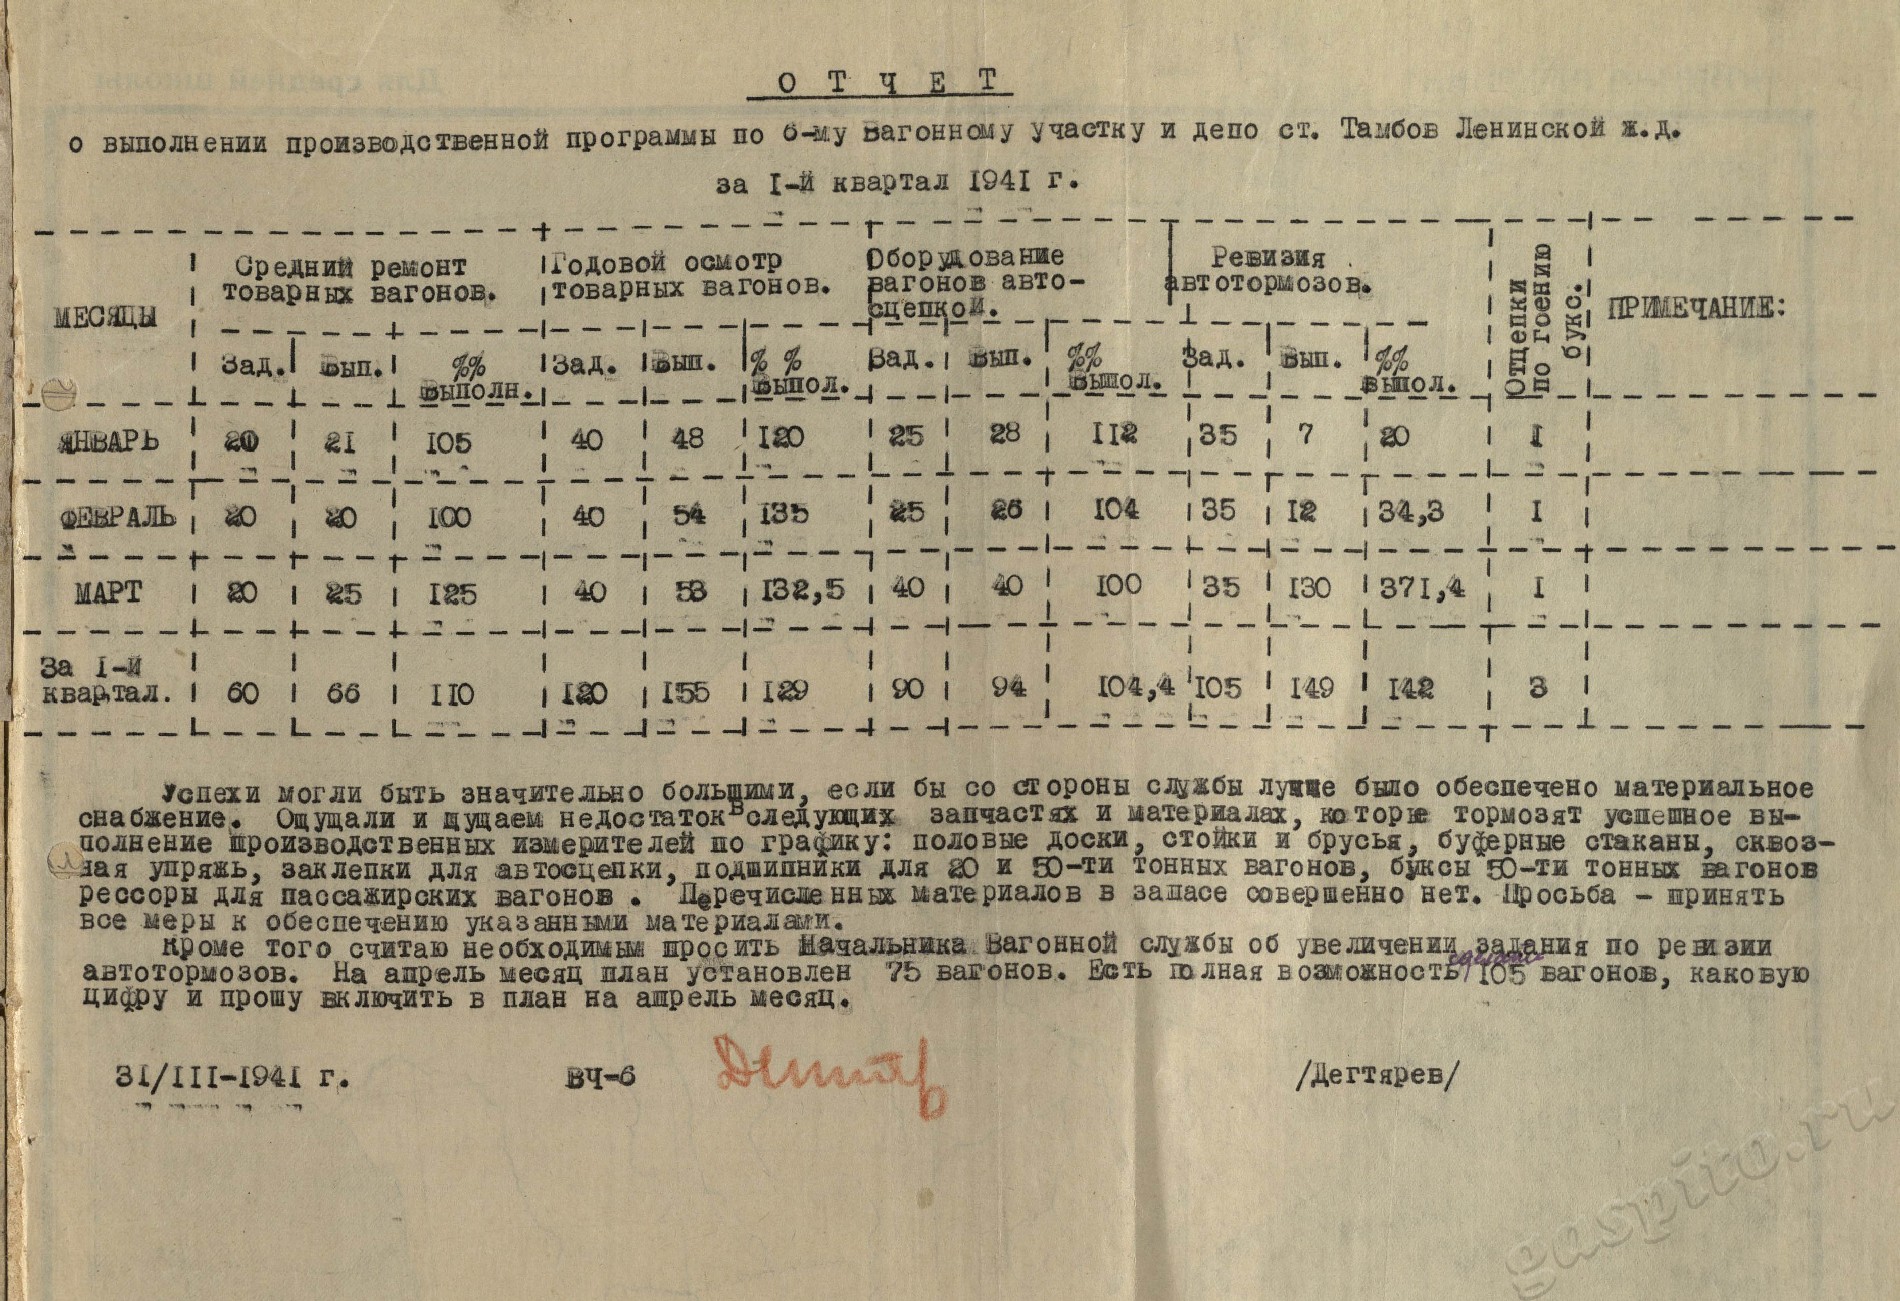 ОТЧЕТ
о выполнении производственной программы по 6-му Вагонному участку и депо ст. Тамбов Ленинской ж.д.
за I-й квартал 1941 г.
МЕСЯЦЫ Средний ремонт товарных вагонов. Годовой осмотр товарных вагонов. Оборудование вагонов авто-сцепкой. Ревизия автотормозов. Отцепки по гоению букс. ПРИМЕЧАНИЕ:
Зад. Вып. %% выполн. Зад. Вып. % % выпол. Зад. Вып. %% выпол. Зад. Вып. %% выпол.
ЯНВАРЬ 20 21 105 40 48 120 25 28 112 35 7 20 I
ФЕВРАЛЬ 20 20 100 40 54 135 25 26 104 35 12 34,3 I
МАРТ 20 25 125 40 53 132,5 40 40 100 35 130 371,4 I
За I-й
квартал. 60 66 110 120 155 129 90 94 104,4 105 149 142 3
Успехи могли быть значительно большими, если бы со стороны службы лучше было обеспечено материальное
снабжение. Ощущали и щущаем недостаток в следующих запчастях и материалах, которые тормозят успешное вы-
полнение производственных измерителей по графику: половые доски, стойки и брусья, буферные стаканы, сквоз-
ная упряжь, заклепки для автосцепки, подшипники для 20 и 50-ти тонных вагонов, буксы 50-ти тонных вагонов
рессоры для пассажирских вагонов. Перечисленных материалов в запасе совершенно нет. Просьба - принять
все меры к обеспечению указанными материалами.
Кроме того считаю необходимым просить Начальника Вагонной службы об увеличении задания по ревизии
автотормозов. На апрель месяц план установлен 75 вагонов. Есть полная возможность сделать 105 вагонов, каковую
цифру и прошу включить в план на апрель месяц.
31/III-1941 г. ВЧ-6 /Дегтярев/
gaspito.ru